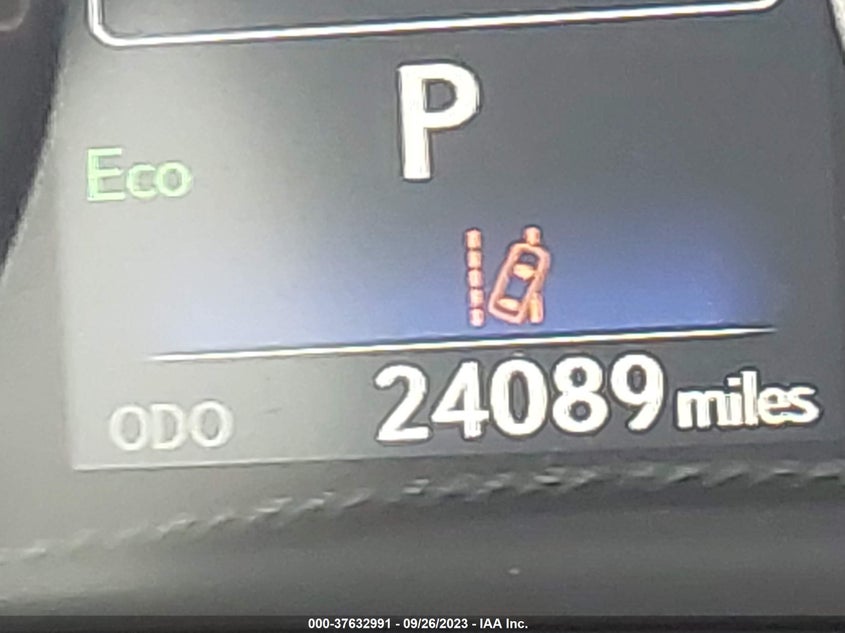 P
Eco
ODO 24089 miles
000-37632991 - 09/26/2023 - IAA Inc.